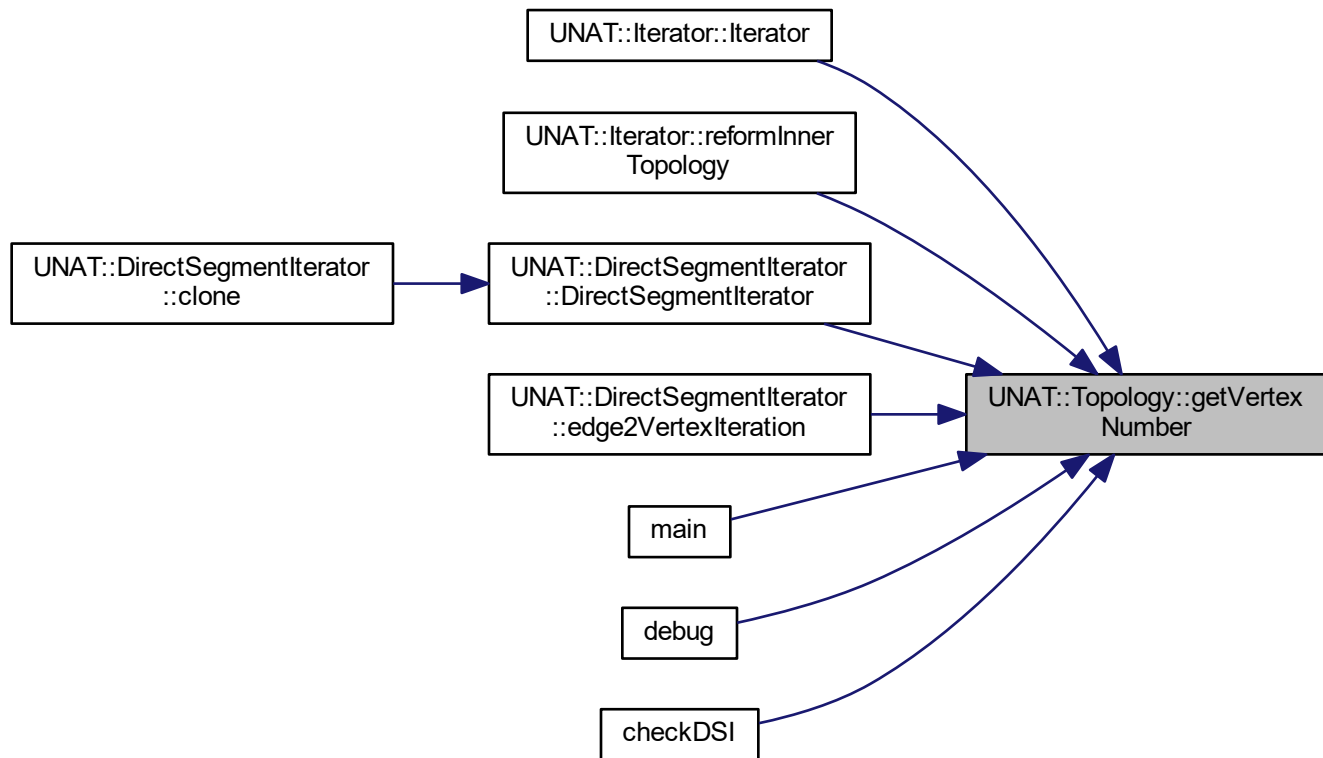 UNAT::Iterator::Iterator
UNAT::Iterator::reformInner
Topology
UNAT::DirectSegmentIterator
::clone
UNAT::DirectSegmentIterator
::DirectSegmentIterator
UNAT::DirectSegmentIterator
::edge2VertexIteration
UNAT::Topology::getVertex
Number
main
debug
checkDSI